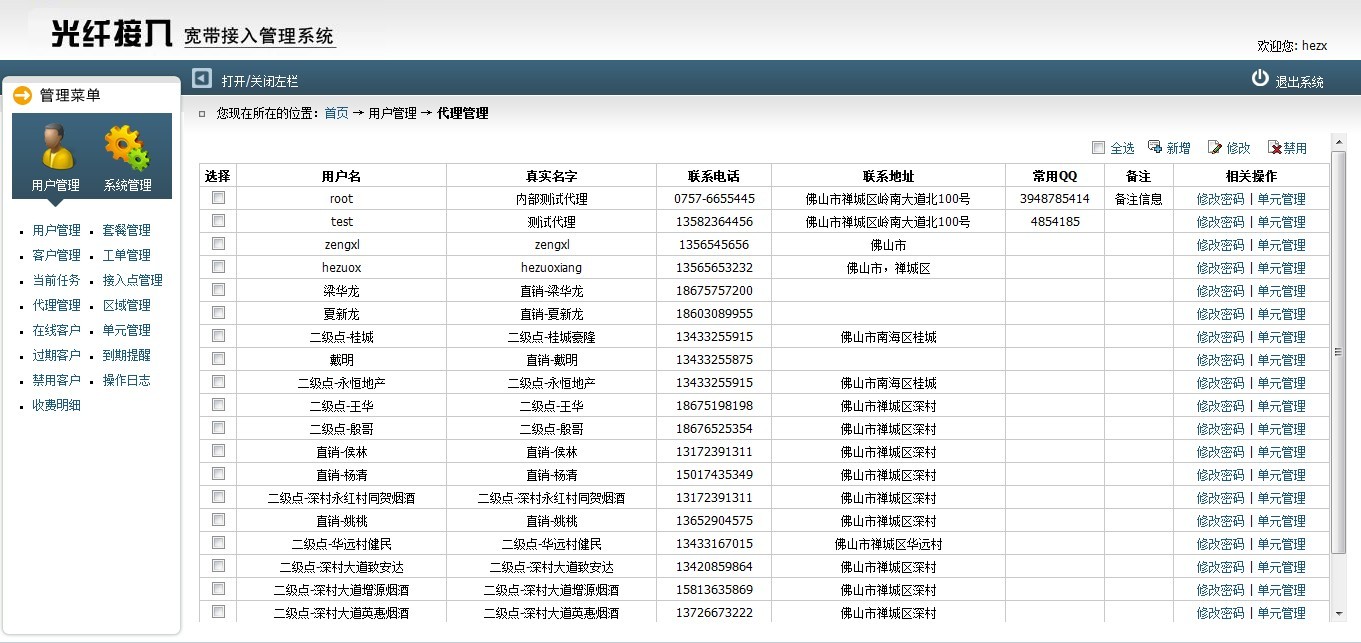 光纤接入 宽带接入管理系统
欢迎您: hezx
打开/关闭左栏 退出系统
管理菜单
用户管理 系统管理
用户管理 套餐管理
客户管理 工单管理
当前任务 接入点管理
代理管理 区域管理
在线客户 单元管理
过期客户 到期提醒
禁用客户 操作日志
收费明细
您现在所在的位置: 首页 → 用户管理 → 代理管理
全选 新增 修改 禁用
选择 用户名 真实名字 联系电话 联系地址 常用QQ 备注 相关操作
root 内部测试代理 0757-6655445 佛山市禅城区岭南大道北100号 3948785414 备注信息 修改密码 | 单元管理
test 测试代理 13582364456 佛山市禅城区岭南大道北100号 4854185 修改密码 | 单元管理
zengxl zengxl 1356545656 佛山市 修改密码 | 单元管理
hezuox hezuoxiang 13565653232 佛山市，禅城区 修改密码 | 单元管理
梁华龙 直销-梁华龙 18675757200 修改密码 | 单元管理
夏新龙 直销-夏新龙 18603089955 修改密码 | 单元管理
二级点-桂城 二级点-桂城豪隆 13433255915 佛山市南海区桂城 修改密码 | 单元管理
戴明 直销-戴明 13433255875 修改密码 | 单元管理
二级点-永恒地产 二级点-永恒地产 13433255915 佛山市南海区桂城 修改密码 | 单元管理
二级点-王华 二级点-王华 18675198198 佛山市禅城区深村 修改密码 | 单元管理
二级点-殷哥 二级点-殷哥 18676525354 佛山市禅城区深村 修改密码 | 单元管理
直销-侯林 直销-侯林 13172391311 佛山市禅城区深村 修改密码 | 单元管理
直销-杨清 直销-杨清 15017435349 佛山市禅城区深村 修改密码 | 单元管理
二级点-深村永红村同贺烟酒 二级点-深村永红村同贺烟酒 13172391311 佛山市禅城区深村 修改密码 | 单元管理
直销-姚桃 直销-姚桃 13652904575 佛山市禅城区深村 修改密码 | 单元管理
二级点-华远村健民 二级点-华远村健民 13433167015 佛山市禅城区华远村 修改密码 | 单元管理
二级点-深村大道致安达 二级点-深村大道致安达 13420859864 佛山市禅城区深村 修改密码 | 单元管理
二级点-深村大道增源烟酒 二级点-深村大道增源烟酒 15813635869 佛山市禅城区深村 修改密码 | 单元管理
二级点-深村大道英惠烟酒 二级点-深村大道英惠烟酒 13726673222 佛山市禅城区深村 修改密码 | 单元管理